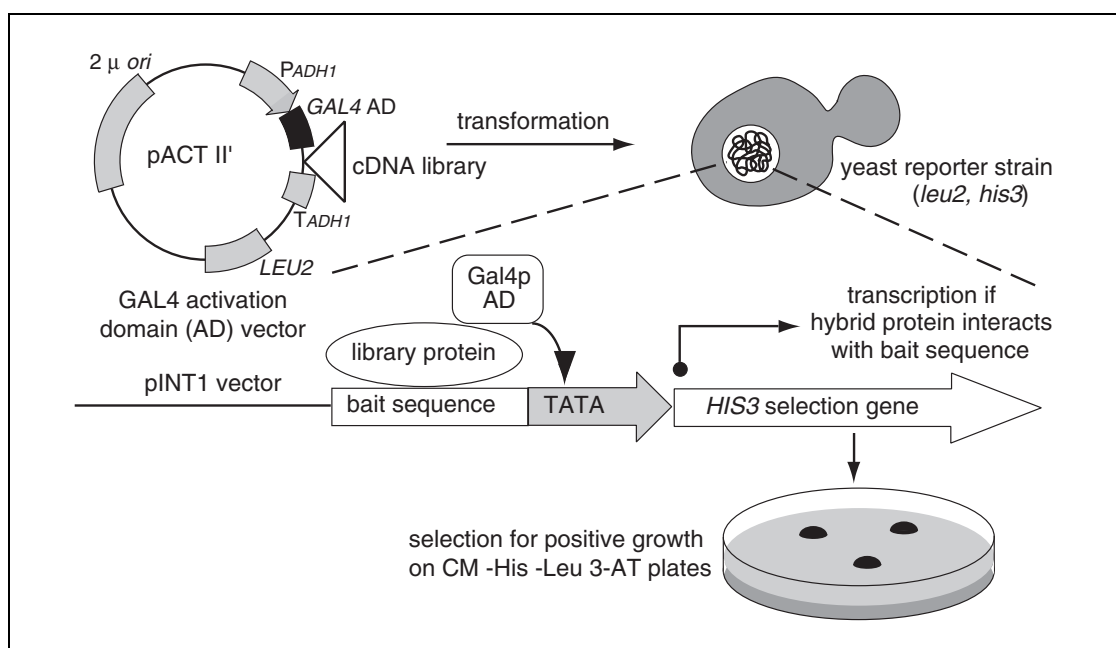 2 μ ori
PADH1
GAL4 AD
pACT II'
cDNA library
TADH1
LEU2
GAL4 activation
domain (AD) vector
transformation
yeast reporter strain
(leu2, his3)
Gal4p
AD
library protein
transcription if
hybrid protein interacts
with bait sequence
pINT1 vector
bait sequence
TATA
HIS3 selection gene
selection for positive growth
on CM -His -Leu 3-AT plates